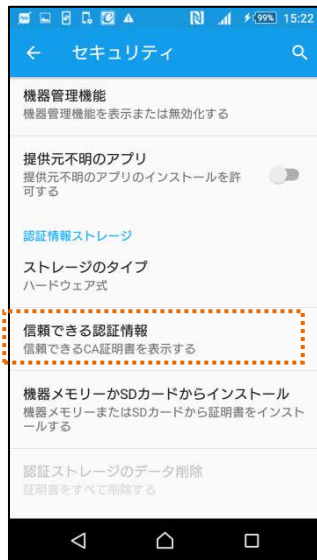 99% 15:22
セキュリティ
機器管理機能
機器管理機能を表示または無効化する
提供元不明のアプリ
提供元不明のアプリのインストールを許
可する
認証情報ストレージ
ストレージのタイプ
ハードウェア式
信頼できる認証情報
信頼できるCA証明書を表示する
機器メモリーかSDカードからインストール
機器メモリーまたはSDカードから証明書をインスト
ールする
認証ストレージのデータ削除
証明書をすべて削除する